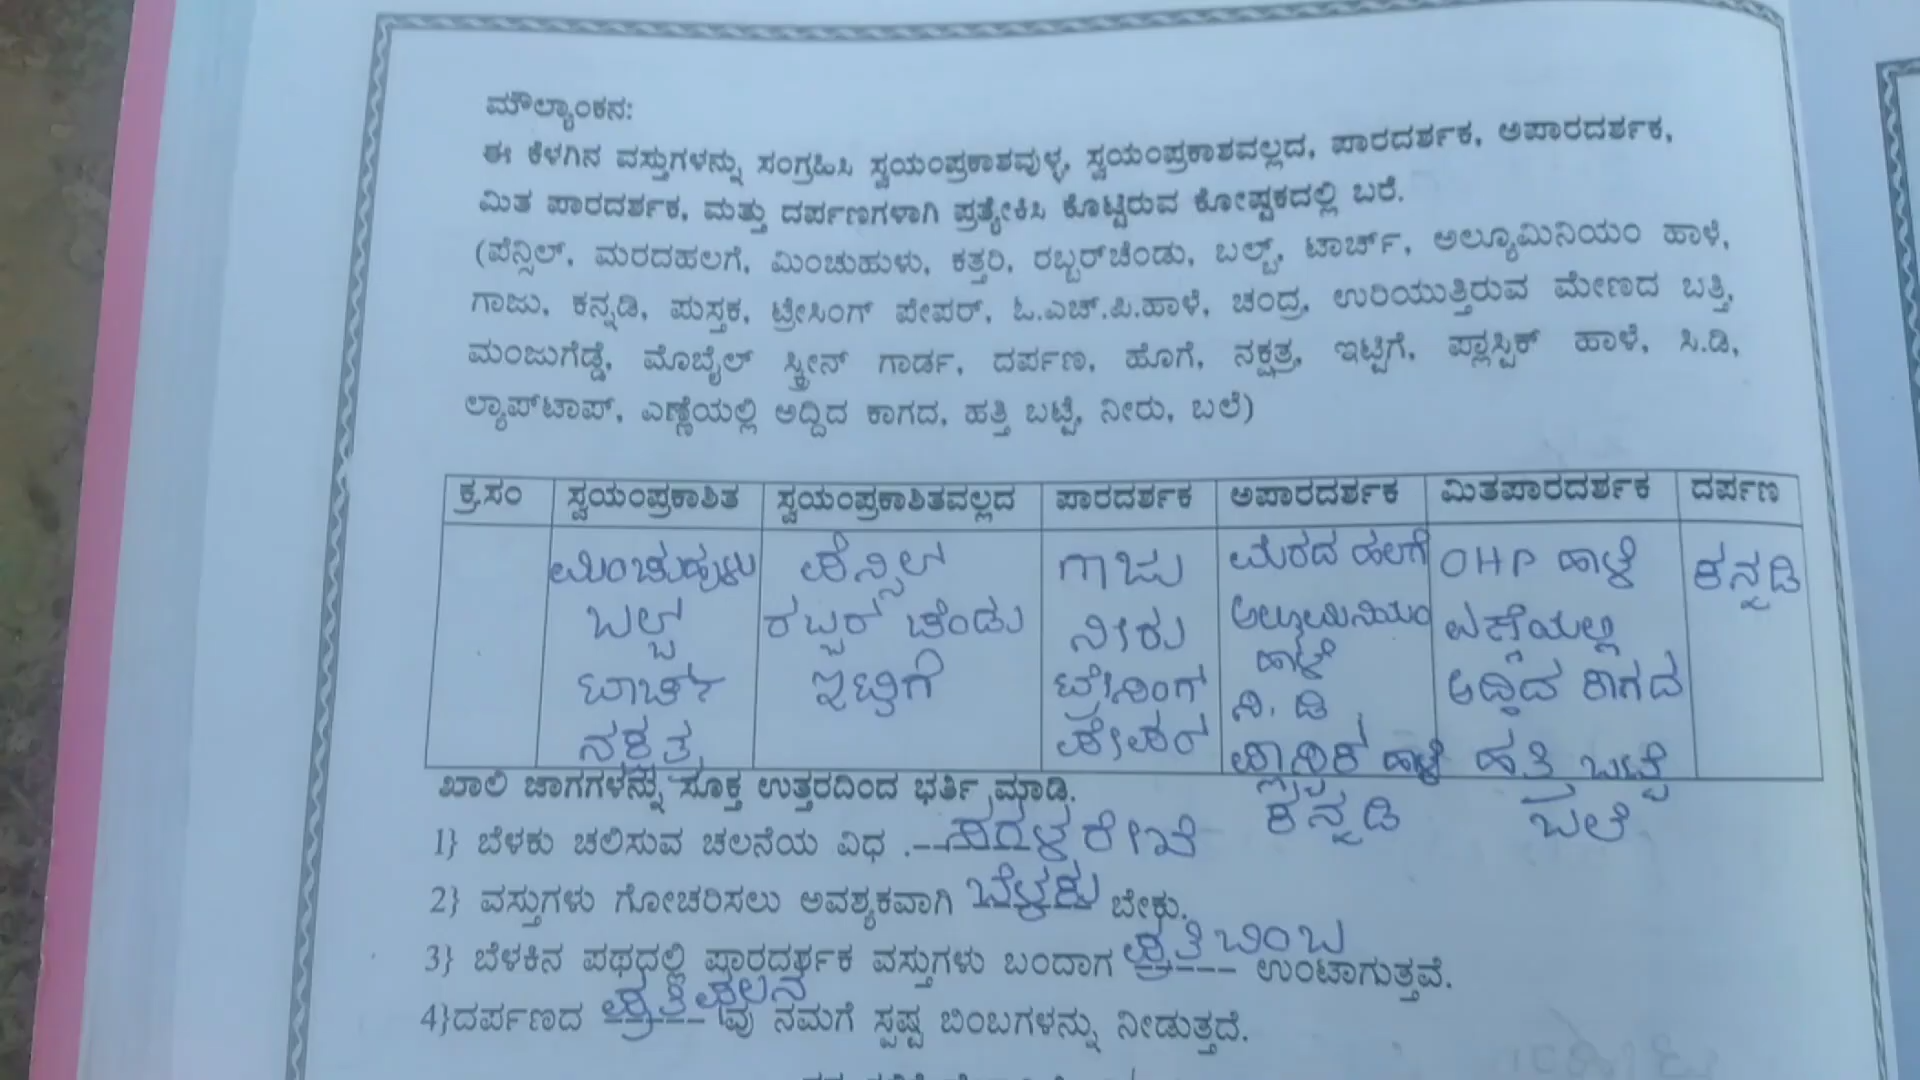 ಮೌಲ್ಯಾಂಕನ:
ಈ ಕೆಳಗಿನ ವಸ್ತುಗಳನ್ನು ಸಂಗ್ರಹಿಸಿ ಸ್ವಯಂಪ್ರಕಾಶವುಳ್ಳ, ಸ್ವಯಂಪ್ರಕಾಶವಲ್ಲದ, ಪಾರದರ್ಶಕ, ಅಪಾರದರ್ಶಕ,
ಮಿತ ಪಾರದರ್ಶಕ, ಮತ್ತು ದರ್ಪಣಗಳಾಗಿ ಪ್ರತ್ಯೇಕಿಸಿ ಕೊಟ್ಟಿರುವ ಕೋಷ್ಟಕದಲ್ಲಿ ಬರೆ.
(ಪೆನ್ಸಿಲ್, ಮರದಹಲಗೆ, ಮಿಂಚುಹುಳು, ಕತ್ತರಿ, ರಬ್ಬರ್‌ಚೆಂಡು, ಬಲ್ಬ್, ಟಾರ್ಚ್, ಅಲ್ಯೂಮಿನಿಯಂ ಹಾಳೆ,
ಗಾಜು, ಕನ್ನಡಿ, ಪುಸ್ತಕ, ಟ್ರೇಸಿಂಗ್ ಪೇಪರ್, ಓ.ಎಚ್.ಪಿ.ಹಾಳೆ, ಚಂದ್ರ, ಉರಿಯುತ್ತಿರುವ ಮೇಣದ ಬತ್ತಿ,
ಮಂಜುಗೆಡ್ಡೆ, ಮೊಬೈಲ್ ಸ್ಕ್ರೀನ್ ಗಾರ್ಡ, ದರ್ಪಣ, ಹೊಗೆ, ನಕ್ಷತ್ರ, ಇಟ್ಟಿಗೆ, ಪ್ಲಾಸ್ಟಿಕ್ ಹಾಳೆ, ಸಿ.ಡಿ,
ಲ್ಯಾಪ್‌ಟಾಪ್, ಎಣ್ಣೆಯಲ್ಲಿ ಅದ್ದಿದ ಕಾಗದ, ಹತ್ತಿ ಬಟ್ಟೆ, ನೀರು, ಬಲೆ)
ಕ್ರ.ಸಂ ಸ್ವಯಂಪ್ರಕಾಶಿತ ಸ್ವಯಂಪ್ರಕಾಶಿತವಲ್ಲದ ಪಾರದರ್ಶಕ ಅಪಾರದರ್ಶಕ ಮಿತಪಾರದರ್ಶಕ ದರ್ಪಣ
ಮಿಂಚುಹುಳು ಪೆನ್ಸಿಲ್ ಗಾಜು ಮರದ ಹಲಗೆ OHP ಹಾಳೆ ಕನ್ನಡಿ
ಬಲ್ಬ ರಬ್ಬರ ಚೆಂಡು ನೀರು ಅಲ್ಯೂಮಿನಿಯಂ ಎಣ್ಣೆಯಲ್ಲಿ
ಹಾಳೆ
ಟಾರ್ಚ್ ಇಟ್ಟಿಗೆ ಟ್ರೇಸಿಂಗ್ ಸಿ. ಡಿ ಅದ್ದಿದ ಕಾಗದ
ನಕ್ಷತ್ರ ಪೇಪರ ಪ್ಲಾಸ್ಟಿಕ ಹಾಳೆ ಹತ್ತಿ ಬಟ್ಟೆ
ಕನ್ನಡಿ ಬಲೆ
ಖಾಲಿ ಜಾಗಗಳನ್ನು ಸೂಕ್ತ ಉತ್ತರದಿಂದ ಭರ್ತಿ ಮಾಡಿ.
1} ಬೆಳಕು ಚಲಿಸುವ ಚಲನೆಯ ವಿಧ .-- ಸರಳ ರೇಖೆ
2} ವಸ್ತುಗಳು ಗೋಚರಿಸಲು ಅವಶ್ಯಕವಾಗಿ ಬೆಳಕು ಬೇಕು.
3} ಬೆಳಕಿನ ಪಥದಲ್ಲಿ ಪಾರದರ್ಶಕ ವಸ್ತುಗಳು ಬಂದಾಗ ಪ್ರತಿಬಿಂಬ ಉಂಟಾಗುತ್ತವೆ.
4}ದರ್ಪಣದ ಪ್ರತಿಫಲನ ವು ನಮಗೆ ಸ್ಪಷ್ಟ ಬಿಂಬಗಳನ್ನು ನೀಡುತ್ತದೆ.